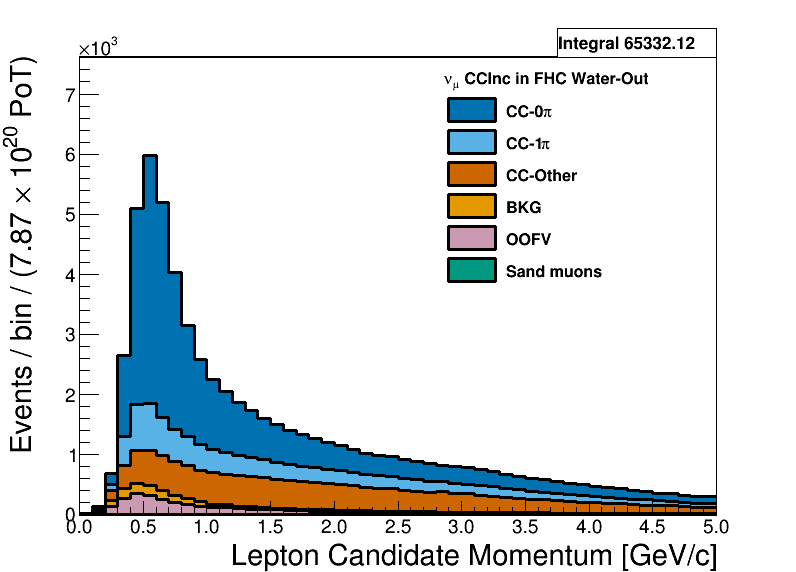 Integral 65332.12
×10³
ν_μ CCInc in FHC Water-Out
CC-0π
CC-1π
CC-Other
BKG
OOFV
Sand muons
Events / bin / (7.87 × 10²⁰ PoT)
7
6
5
4
3
2
1
0
0.0 0.5 1.0 1.5 2.0 2.5 3.0 3.5 4.0 4.5 5.0
Lepton Candidate Momentum [GeV/c]